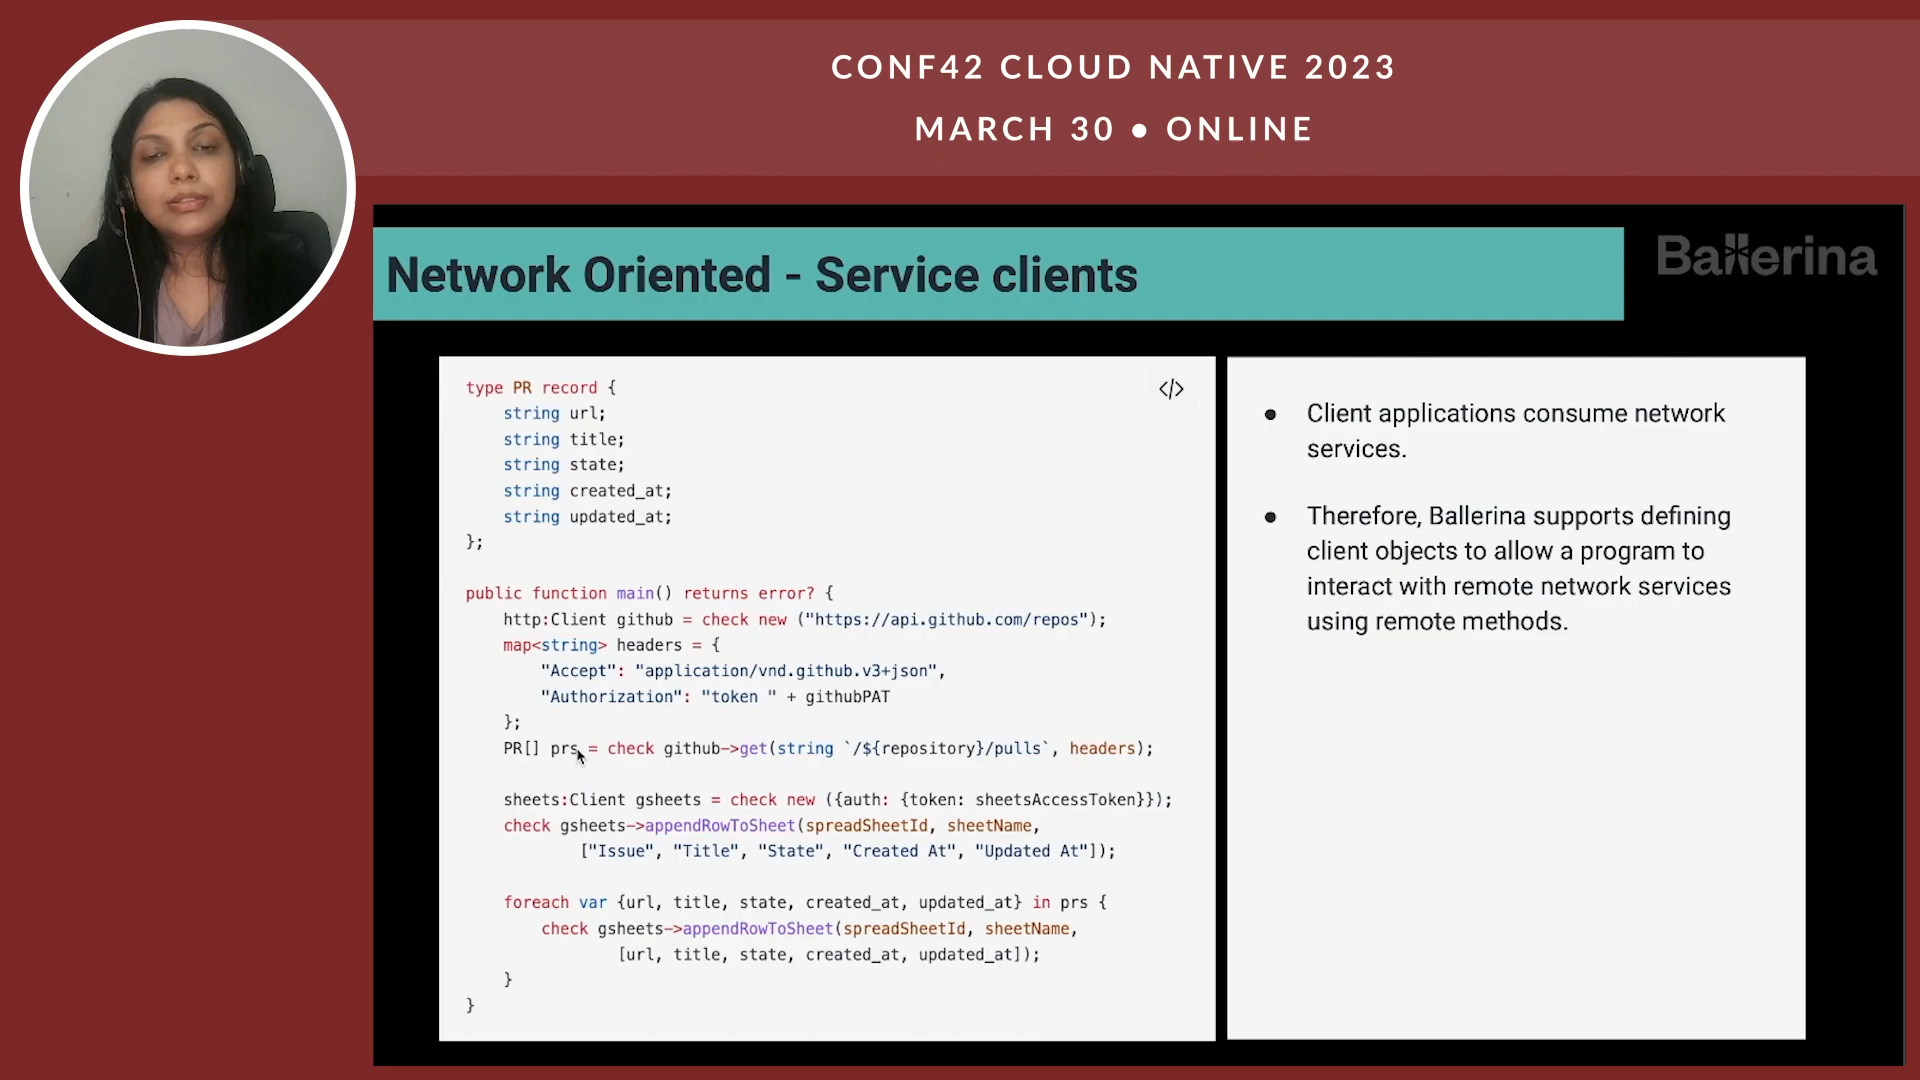 CONF42 CLOUD NATIVE 2023
MARCH 30 • ONLINE
Network Oriented - Service clients
Ballerina
type PR record {
    string url;
    string title;
    string state;
    string created_at;
    string updated_at;
};
public function main() returns error? {
    http:Client github = check new ("https://api.github.com/repos");
    map<string> headers = {
        "Accept": "application/vnd.github.v3+json",
        "Authorization": "token " + githubPAT
    };
    PR[] prs = check github->get(string `/${repository}/pulls`, headers);
    sheets:Client gsheets = check new ({auth: {token: sheetsAccessToken}});
    check gsheets->appendRowToSheet(spreadSheetId, sheetName,
            ["Issue", "Title", "State", "Created At", "Updated At"]);
    foreach var {url, title, state, created_at, updated_at} in prs {
        check gsheets->appendRowToSheet(spreadSheetId, sheetName,
                [url, title, state, created_at, updated_at]);
    }
}
</>
● Client applications consume network
services.
● Therefore, Ballerina supports defining
client objects to allow a program to
interact with remote network services
using remote methods.